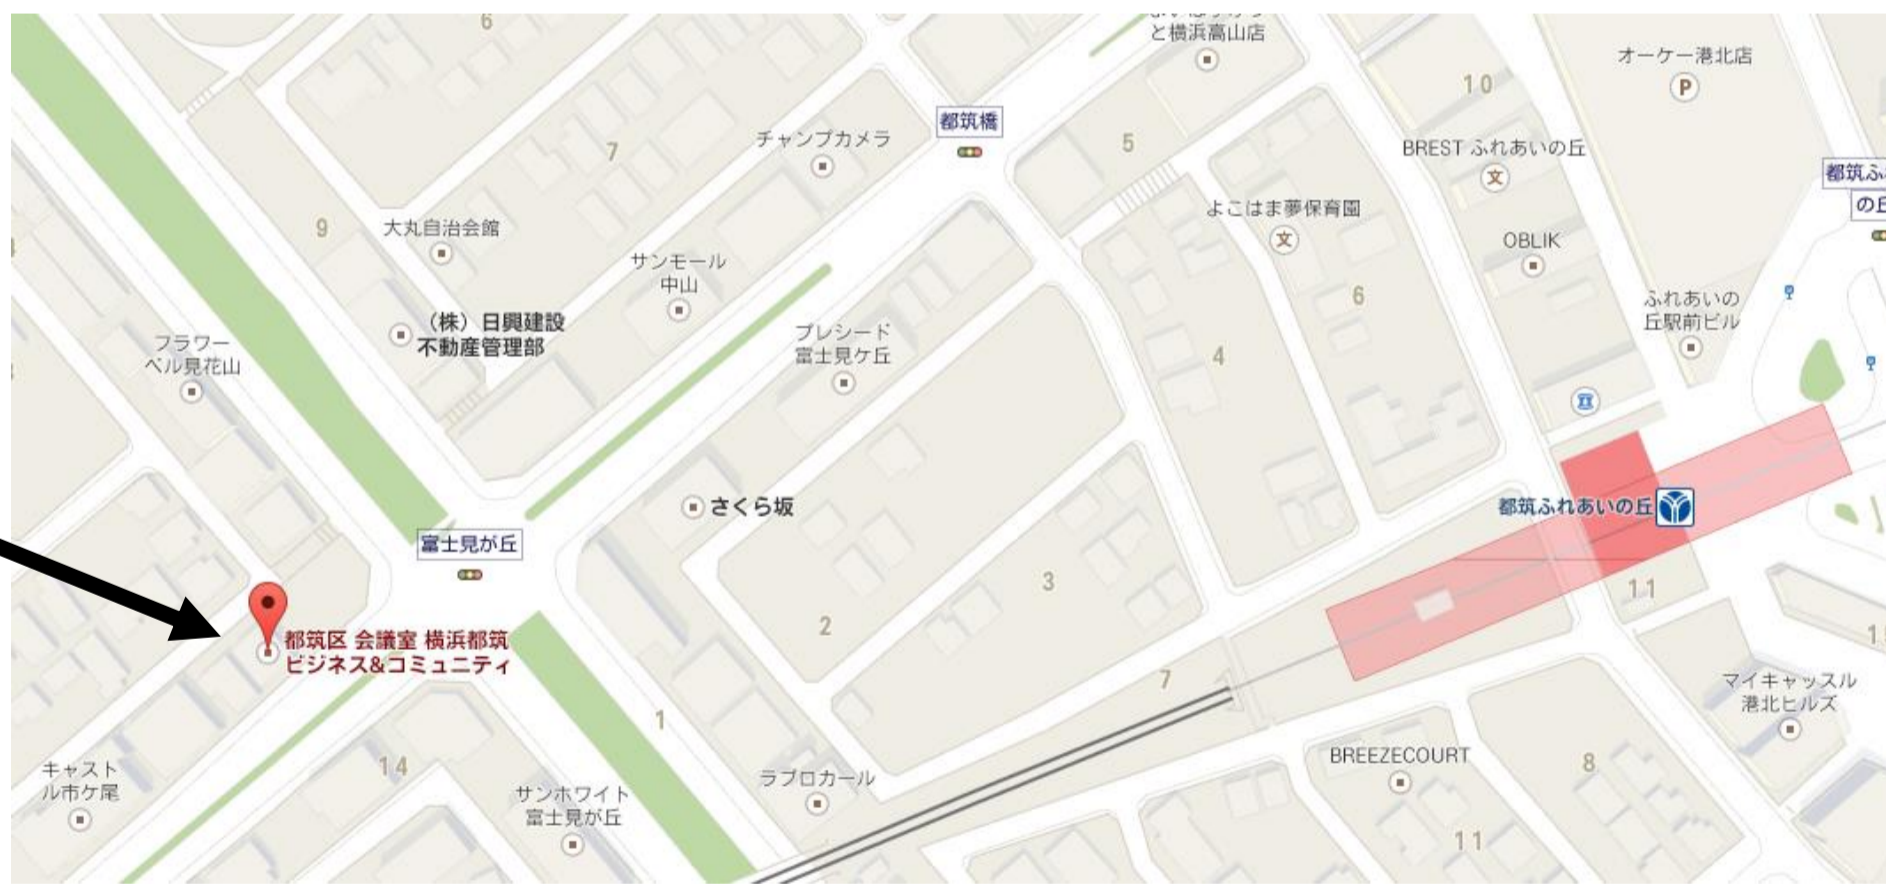 6
と横浜高山店
オーケー港北店
P
10
都筑橋
チャンプカメラ
7
5
BREST ふれあいの丘
文
都筑ふ
の丘
よこはま夢保育園
文
9
大丸自治会館
OBLIK
サンモール
中山
6
ふれあいの
丘駅前ビル
（株）日興建設
不動産管理部
プレシード
富士見ケ丘
フラワー
ベル見花山
4
さくら坂
都筑ふれあいの丘
富士見が丘
3
11
2
都筑区 会議室 横浜都筑
ビジネス&コミュニティ
7
マイキャッスル
港北ヒルズ
1
キャスト
ル市ケ尾
14
サンホワイト
富士見が丘
ラプロカール
BREEZECOURT
8
11